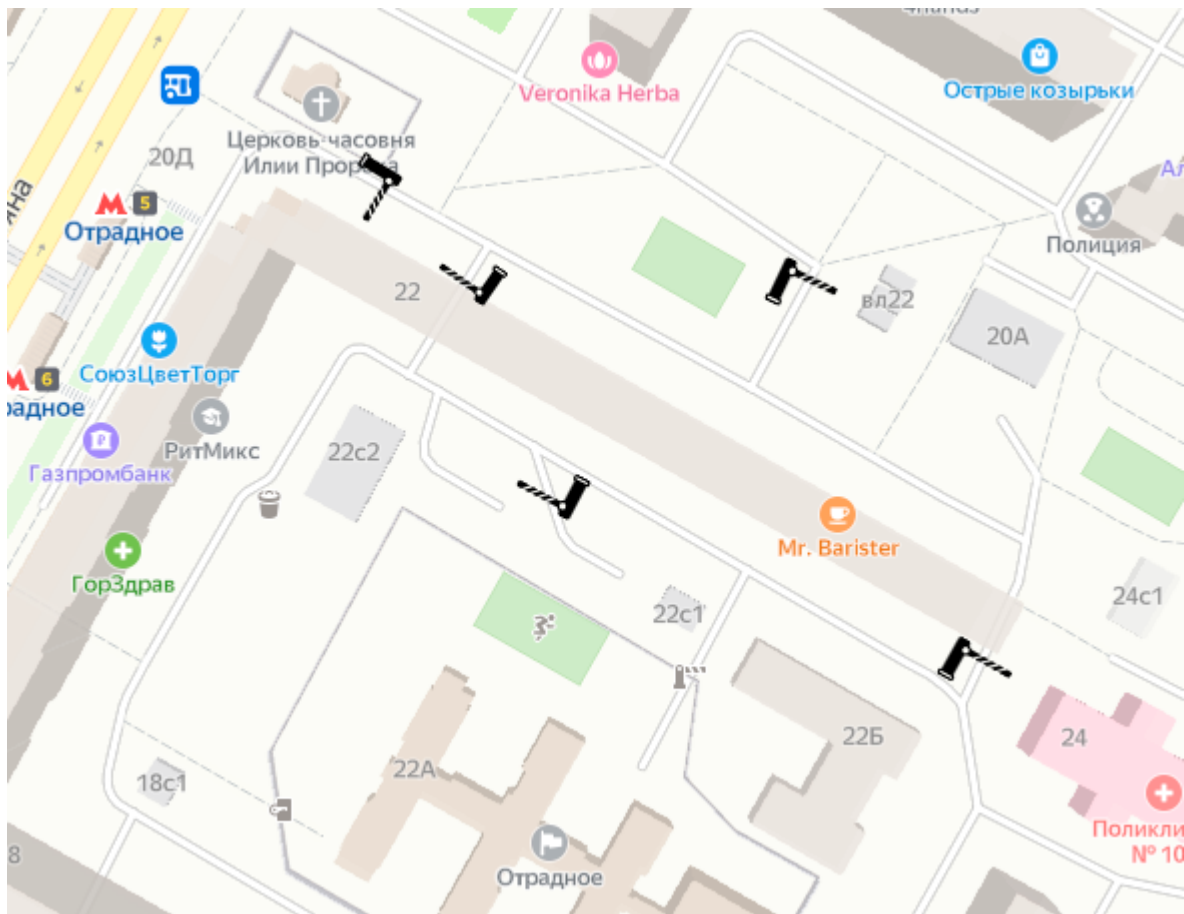 4hands
Veronika Herba
Острые козырьки
Церковь-часовня
Илии Пророка
20Д
5
Отрадное
Полиция
22
вл22
20А
СоюзЦветТорг
6
РитМикс
22с2
Газпромбанк
Mr. Barister
ГорЗдрав
24с1
22с1
24
22Б
22А
18с1
Поликли
№ 10
8
Отрадное